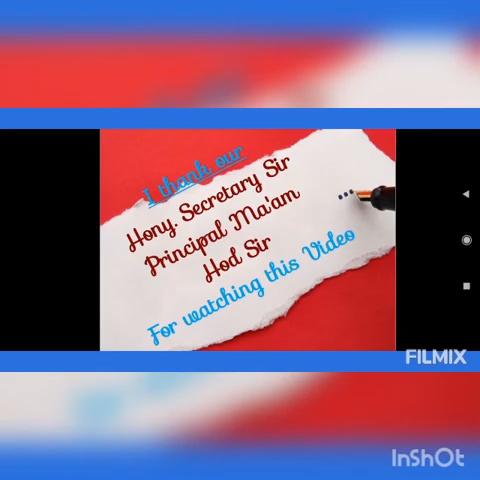 I thank our
Hony. Secretary Sir
Principal Ma'am
Hod Sir
For watching this Video
FILMIX
InShOt